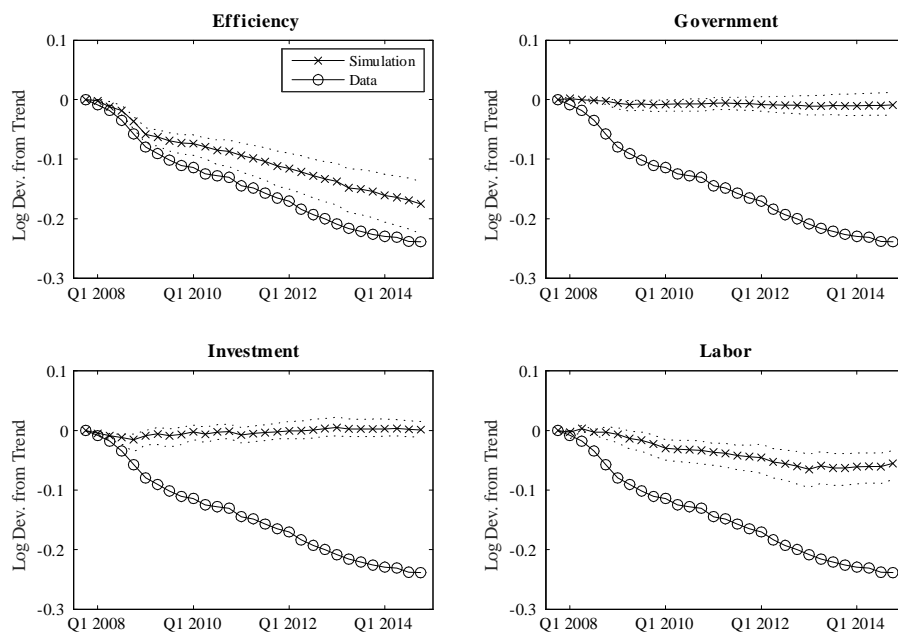 Efficiency
Log Dev. from Trend
0.1
0
-0.1
-0.2
-0.3
Q1 2008 Q1 2010 Q1 2012 Q1 2014
Simulation
Data
Government
Log Dev. from Trend
0.1
0
-0.1
-0.2
-0.3
Q1 2008 Q1 2010 Q1 2012 Q1 2014
Investment
Log Dev. from Trend
0.1
0
-0.1
-0.2
-0.3
Q1 2008 Q1 2010 Q1 2012 Q1 2014
Labor
Log Dev. from Trend
0.1
0
-0.1
-0.2
-0.3
Q1 2008 Q1 2010 Q1 2012 Q1 2014